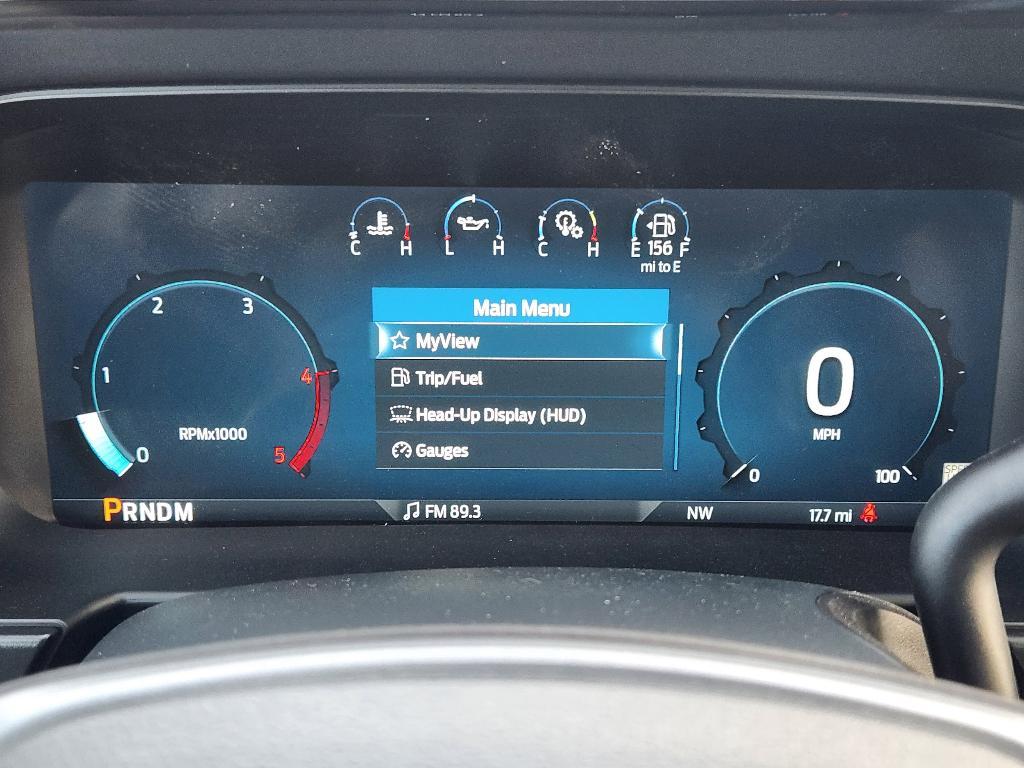 C H
L H
C H
E 156 F
mi to E
Main Menu
MyView
Trip/Fuel
Head-Up Display (HUD)
Gauges
0
1
2
3
4
5
RPMx1000
0
MPH
0
100
PRNDM
FM 89.3
NW
17.7 mi